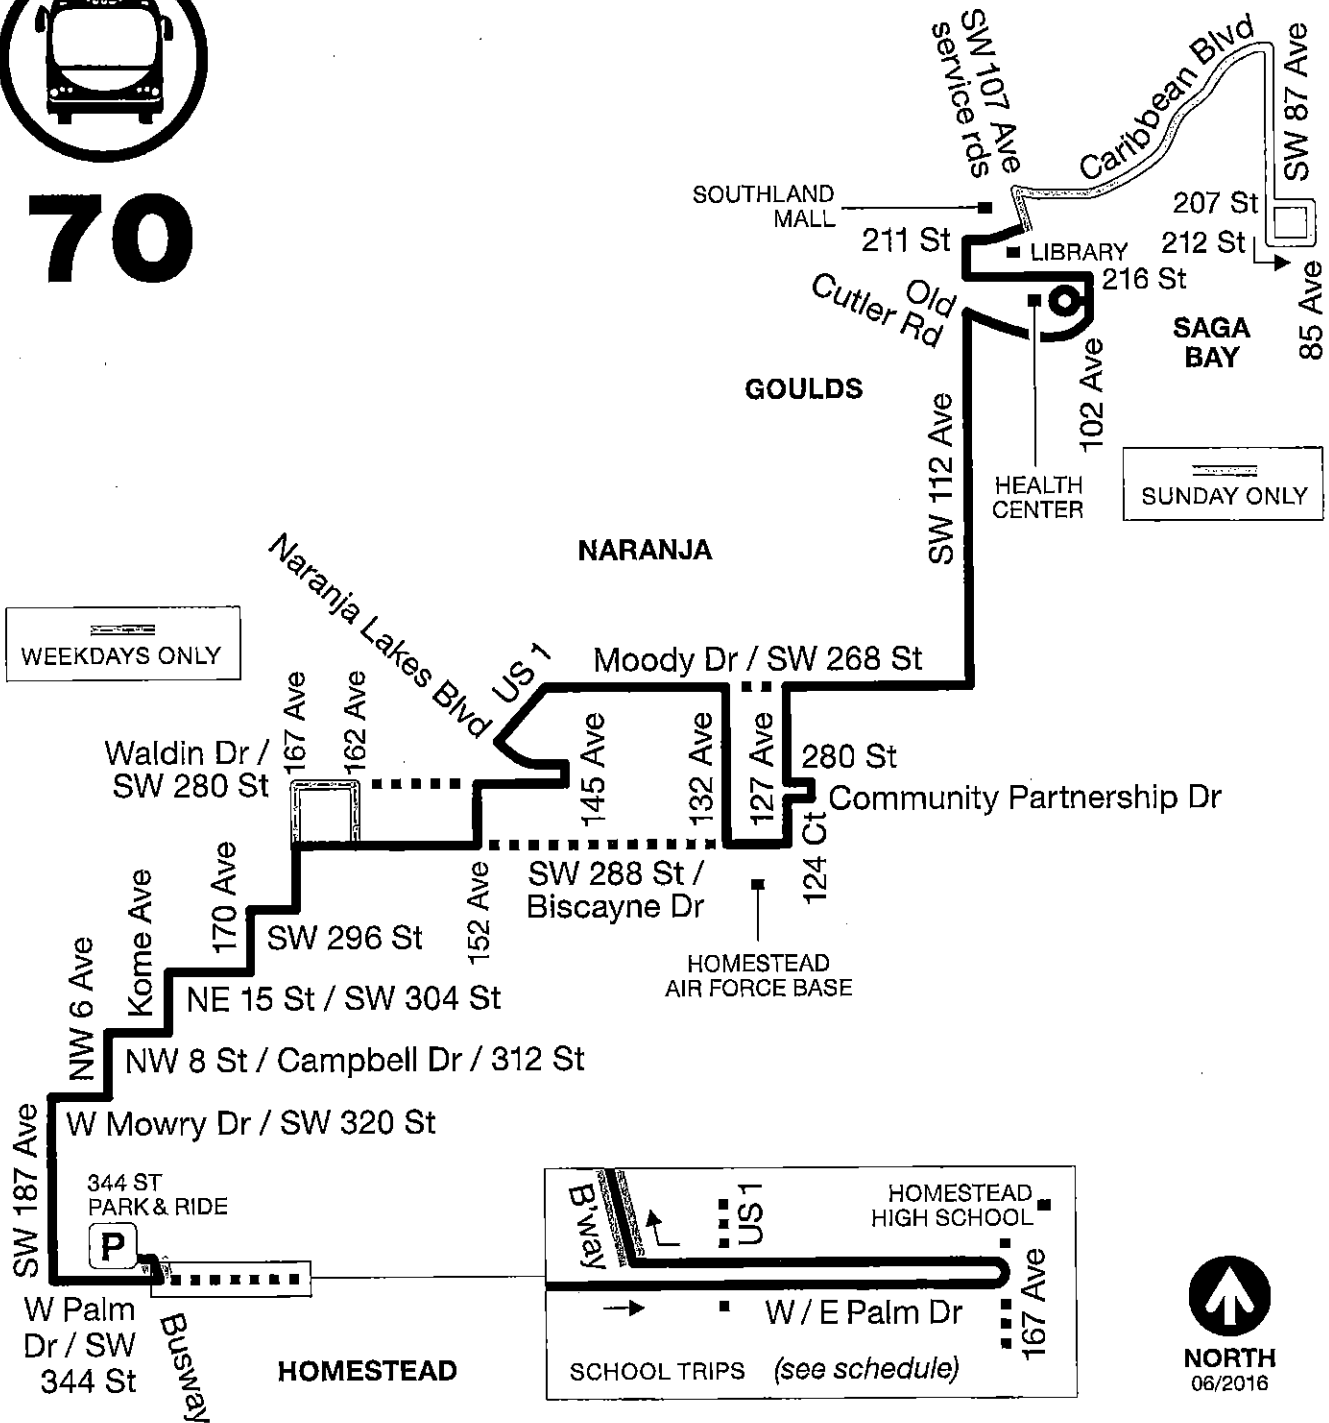 70
SW 107 Ave
service rds
Caribbean Blvd
SW 87 Ave
SOUTHLAND
MALL
211 St
LIBRARY
207 St
212 St
216 St
85 Ave
Old
Cutler Rd
SAGA
BAY
102 Ave
GOULDS
SW 112 Ave
HEALTH
CENTER
SUNDAY ONLY
NARANJA
Naranja Lakes Blvd
WEEKDAYS ONLY
US 1
Moody Dr / SW 268 St
167 Ave
162 Ave
Waldin Dr /
SW 280 St
145 Ave
132 Ave
127 Ave
280 St
Community Partnership Dr
124 Ct
SW 288 St /
Biscayne Dr
152 Ave
170 Ave
SW 296 St
Kome Ave
HOMESTEAD
AIR FORCE BASE
NW 6 Ave
NE 15 St / SW 304 St
NW 8 St / Campbell Dr / 312 St
SW 187 Ave
W Mowry Dr / SW 320 St
344 ST
PARK & RIDE
P
W Palm
Dr / SW
344 St
Busway
HOMESTEAD
B'way
US 1
HOMESTEAD
HIGH SCHOOL
W / E Palm Dr
167 Ave
SCHOOL TRIPS (see schedule)
NORTH
06/2016